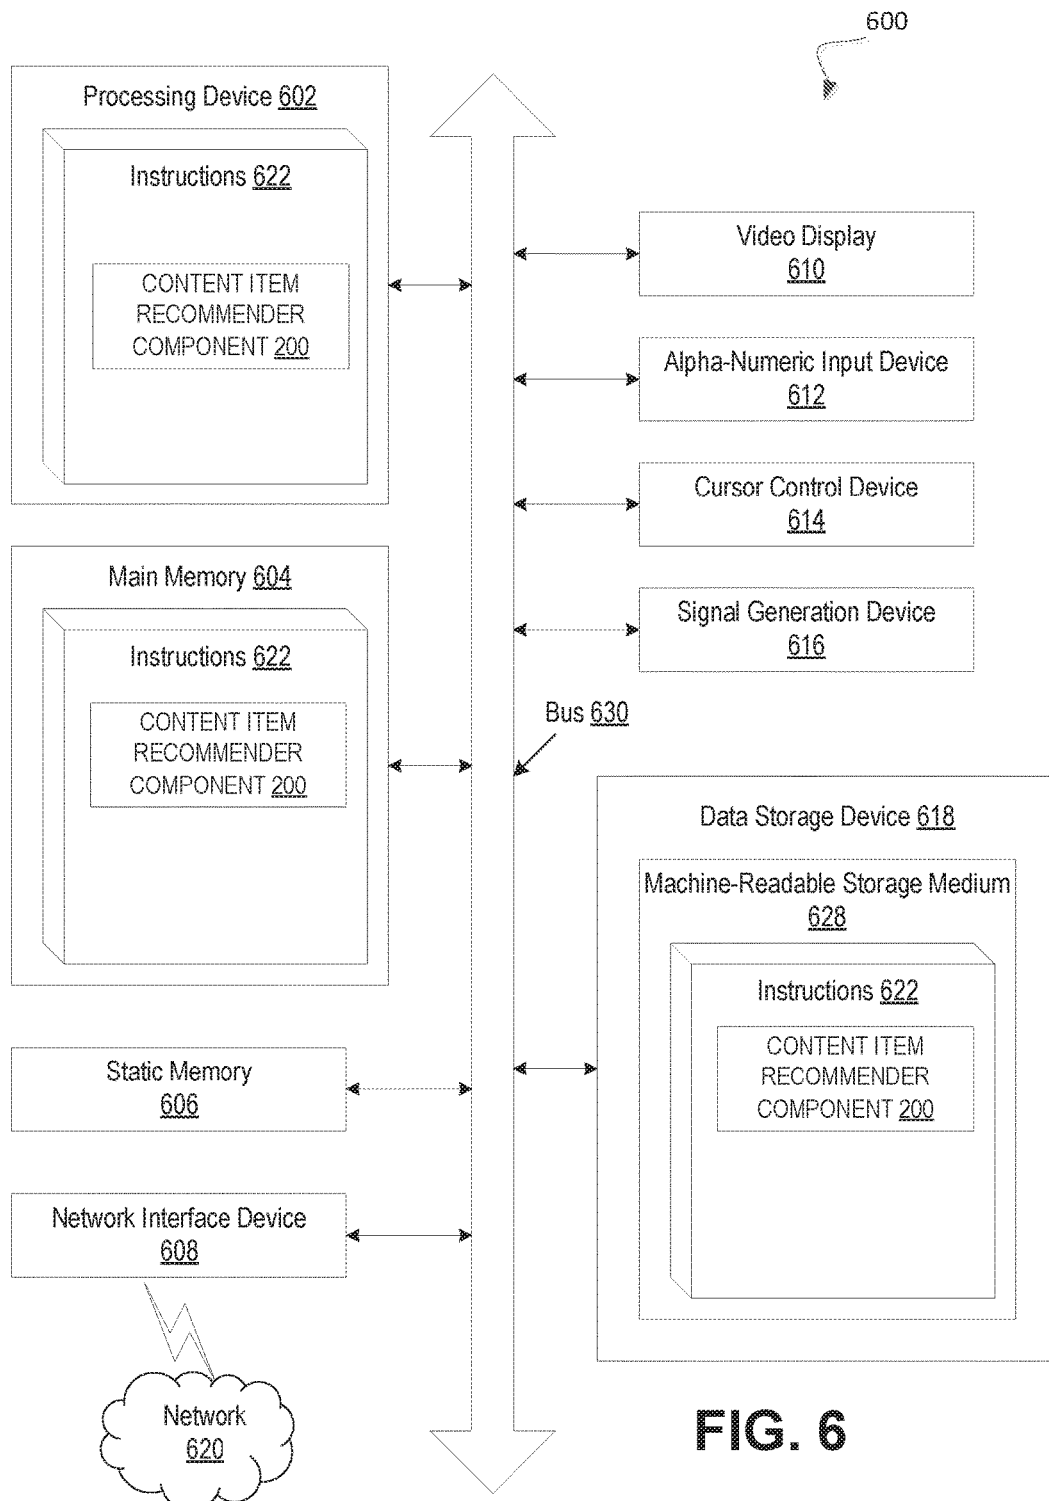 600
Processing Device 602
Instructions 622
CONTENT ITEM
RECOMMENDER
COMPONENT 200
Main Memory 604
Instructions 622
CONTENT ITEM
RECOMMENDER
COMPONENT 200
Static Memory
606
Network Interface Device
608
Network
620
Video Display
610
Alpha-Numeric Input Device
612
Cursor Control Device
614
Signal Generation Device
616
Bus 630
Data Storage Device 618
Machine-Readable Storage Medium
628
Instructions 622
CONTENT ITEM
RECOMMENDER
COMPONENT 200
FIG. 6